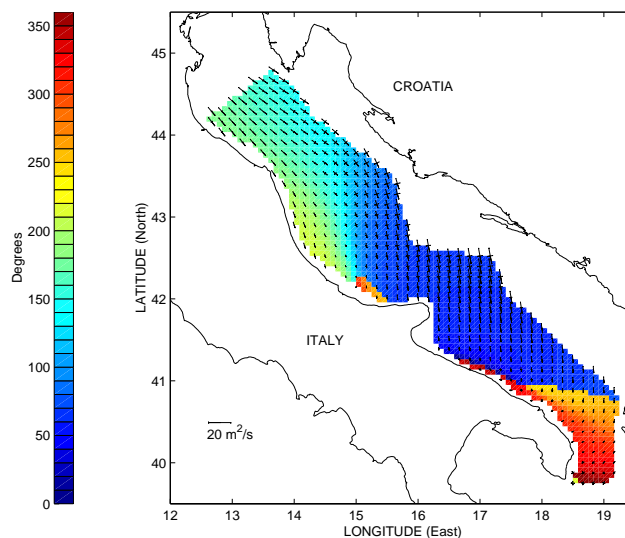 350
300
250
200
150
100
50
0
Degrees
45
44
43
42
41
40
LATITUDE (North)
CROATIA
ITALY
20 m²/s
12 13 14 15 16 17 18 19
LONGITUDE (East)